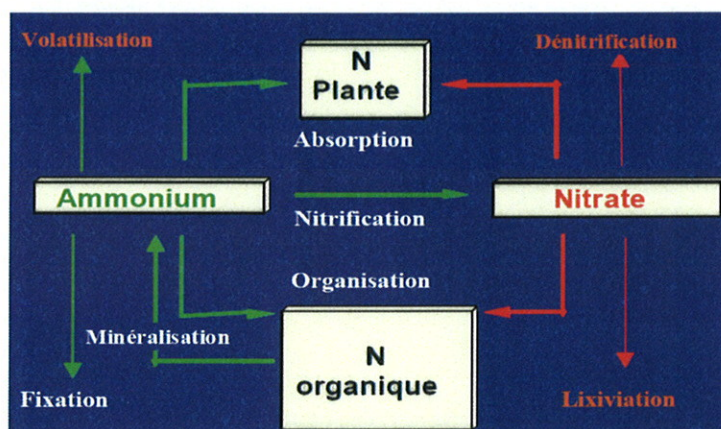 Volatilisation
N
Plante
Dénitrification
Absorption
Ammonium
Nitrate
Nitrification
Organisation
Minéralisation
N
organique
Fixation
Lixiviation